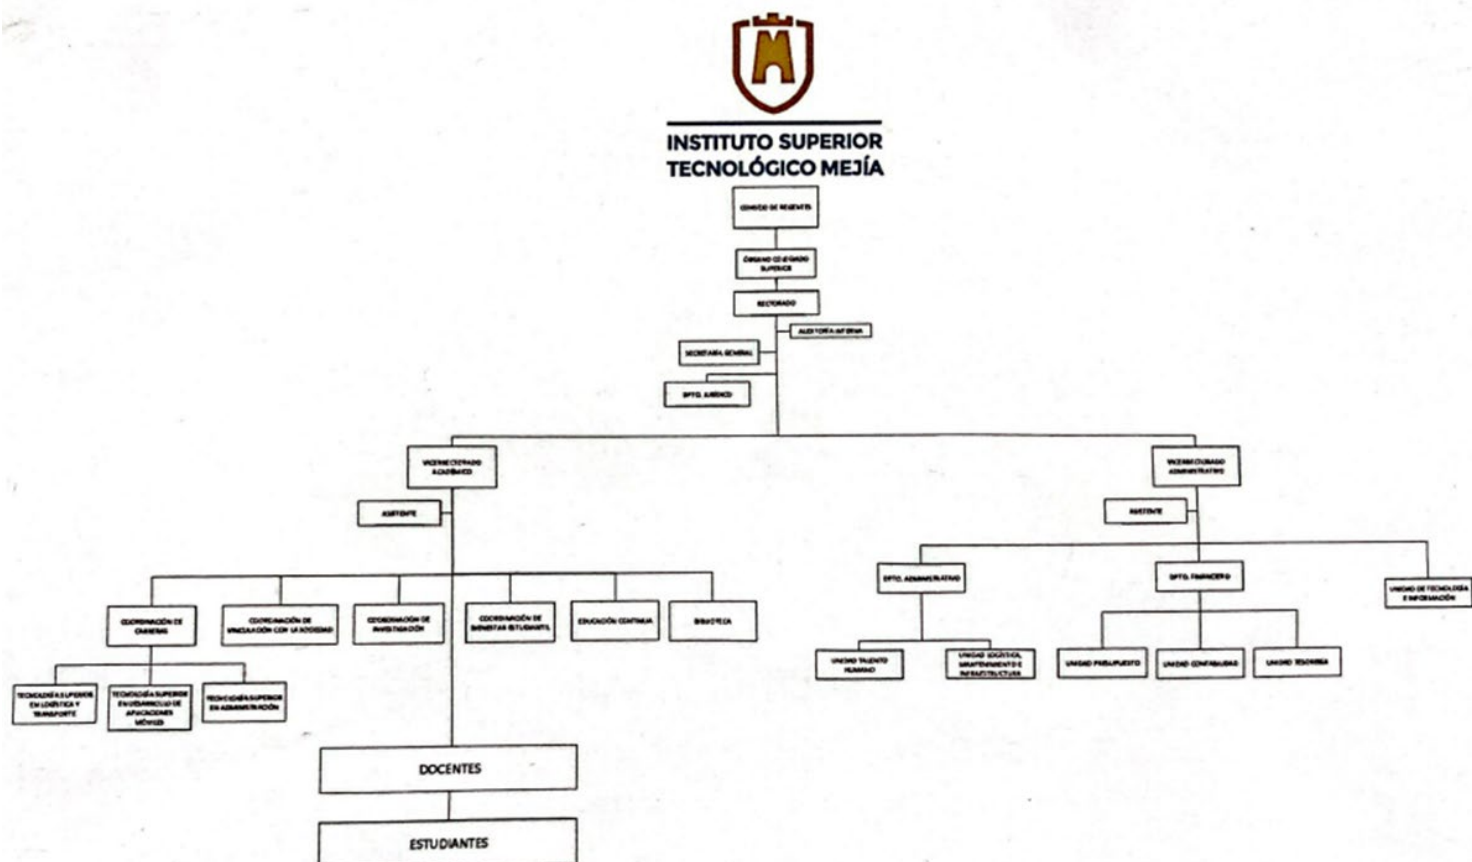 INSTITUTO SUPERIOR
TECNOLÓGICO MEJÍA
CONSEJO DE REGENTES
ÓRGANO COLEGIADO
SUPERIOR
RECTORADO
AUDITORÍA INTERNA
SECRETARÍA GENERAL
DPTO. JURÍDICO
VICERRECTORADO
ACADÉMICO
VICERRECTORADO
ADMINISTRATIVO
ASISTENTE
ASISTENTE
DPTO. ADMINISTRATIVO
DPTO. FINANCIERO
UNIDAD DE TECNOLOGÍA
E INFORMACIÓN
COORDINACIÓN DE
CARRERAS
COORDINACIÓN DE
VINCULACIÓN CON LA SOCIEDAD
COORDINACIÓN DE
INVESTIGACIÓN
COORDINACIÓN DE
BIENESTAR ESTUDIANTIL
EDUCACIÓN CONTINUA
BIBLIOTECA
UNIDAD TALENTO
HUMANO
UNIDAD LOGÍSTICA,
MANTENIMIENTO E
INFRAESTRUCTURA
UNIDAD PRESUPUESTO
UNIDAD CONTABILIDAD
UNIDAD TESORERÍA
TECNOLOGÍA SUPERIOR
EN LOGÍSTICA Y
TRANSPORTE
TECNOLOGÍA SUPERIOR
EN DESARROLLO DE
APLICACIONES
MÓVILES
TECNOLOGÍA SUPERIOR
EN ADMINISTRACIÓN
DOCENTES
ESTUDIANTES